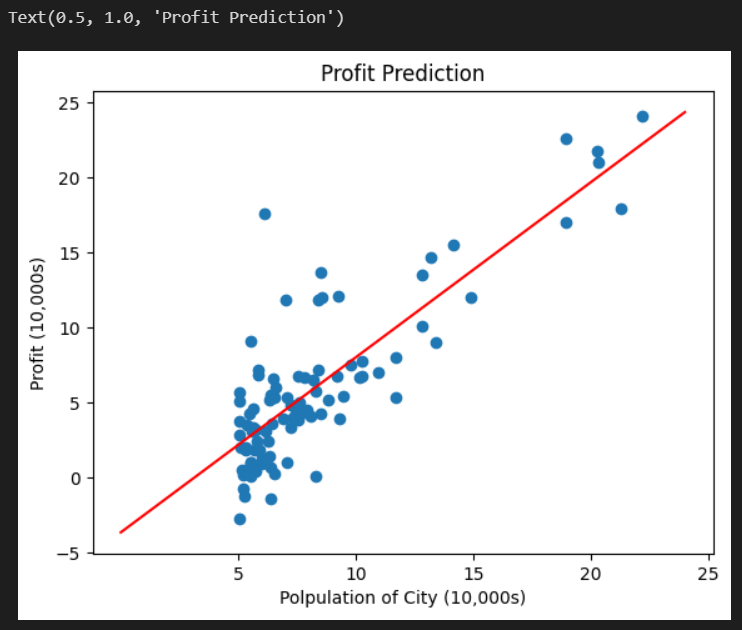 Text(0.5, 1.0, 'Profit Prediction')
Profit Prediction
Profit (10,000s)
25
20
15
10
5
0
−5
5 10 15 20 25
Polpulation of City (10,000s)